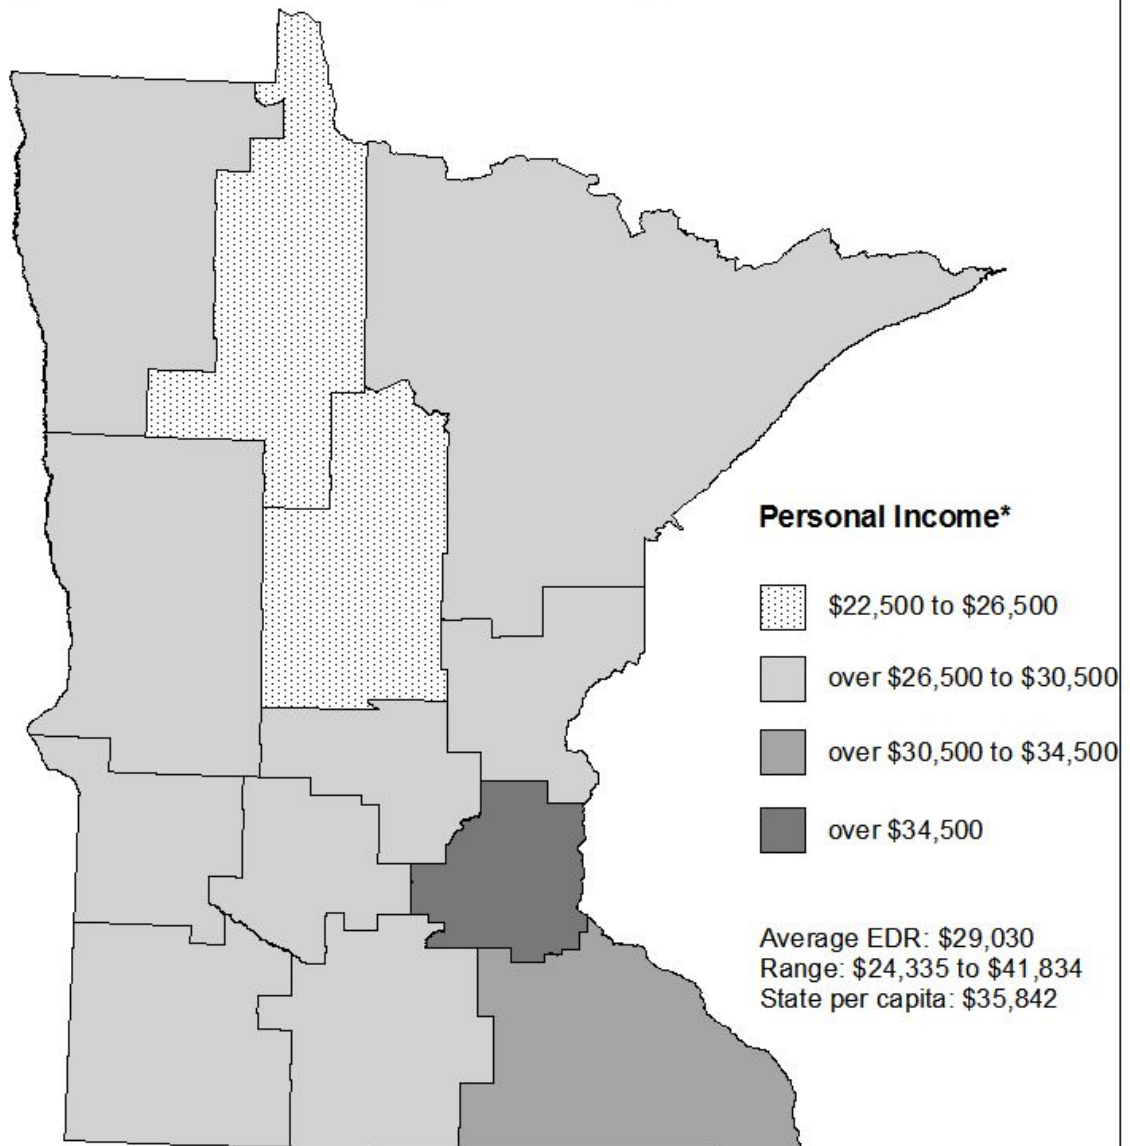 Personal Income*
$22,500 to $26,500
over $26,500 to $30,500
over $30,500 to $34,500
over $34,500
Average EDR: $29,030
Range: $24,335 to $41,834
State per capita: $35,842